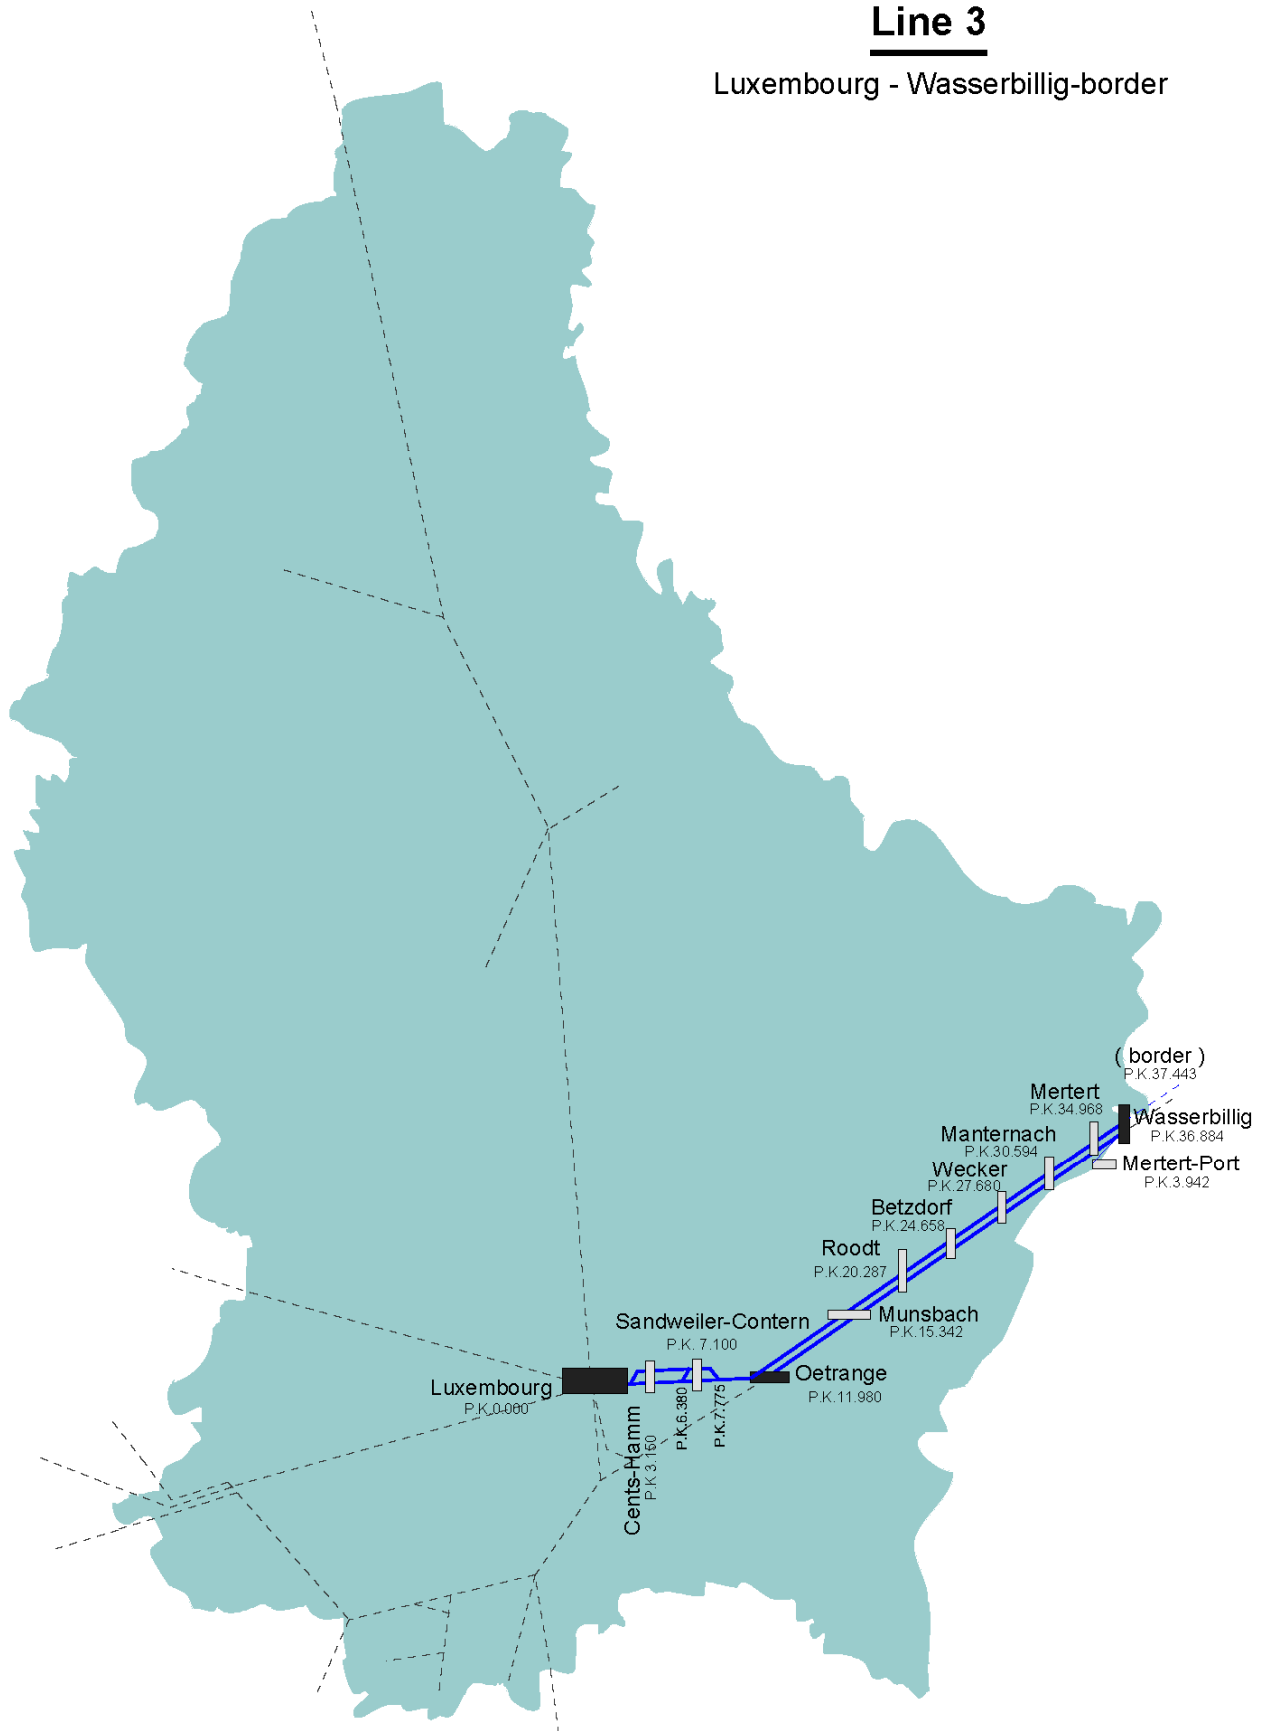 Line 3
Luxembourg - Wasserbillig-border
( border )
P.K.37.443
Mertert
P.K.34.968
Wasserbillig
P.K.36.884
Manternach
P.K.30.594
Mertert-Port
P.K.3.942
Wecker
P.K.27.680
Betzdorf
P.K.24.658
Roodt
P.K.20.287
Munsbach
P.K.15.342
Sandweiler-Contern
P.K. 7.100
Oetrange
P.K.11.980
Luxembourg
P.K.0.000
P.K.6.380
P.K.7.775
Cents-Hamm
P.K 3.150